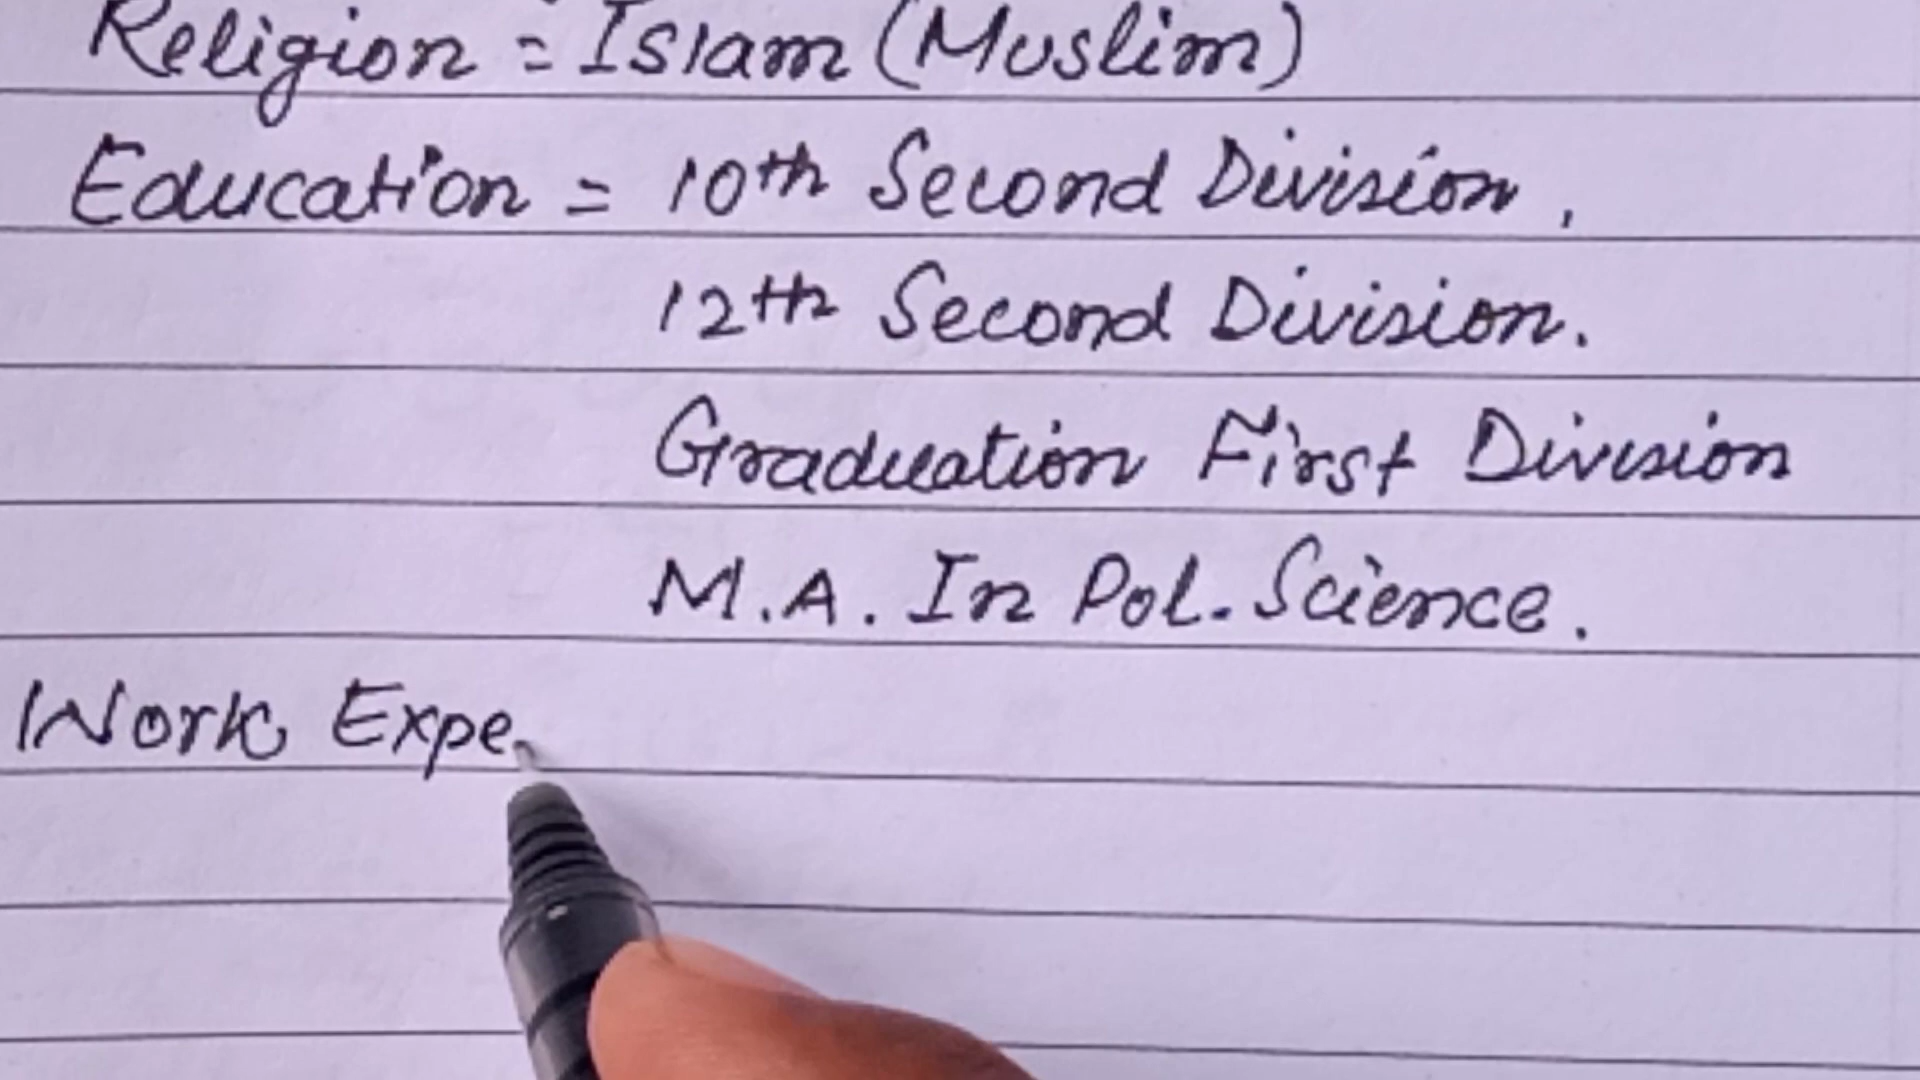 Religion = Islam (Muslim)
Education = 10th Second Division,
12th Second Division.
Graduation First Division
M.A. In Pol. Science.
Work Expe